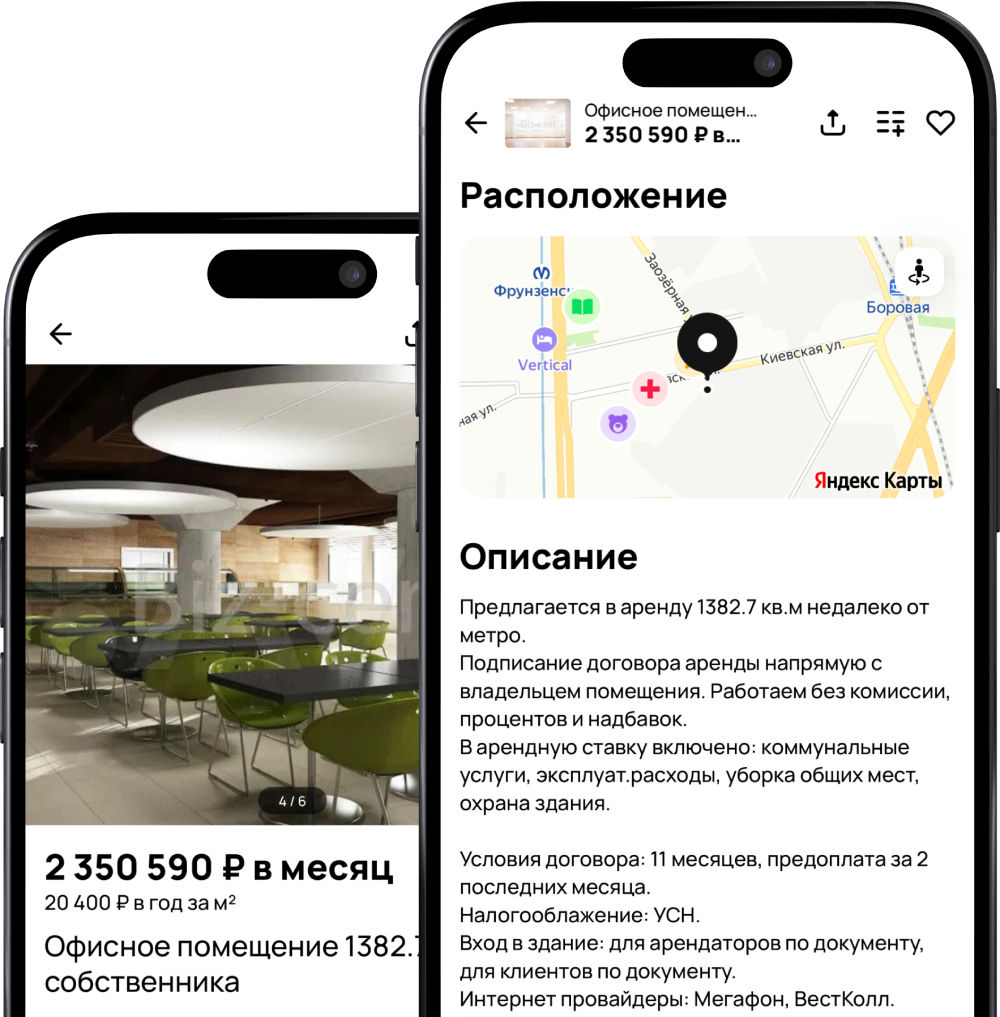 Офисное помещен...
2 350 590 ₽ в...
Расположение
Фрунзенс
Заозёрная
Боровая
Vertical
Киевская ул.
ная ул.
Яндекс Карты
Описание
Предлагается в аренду 1382.7 кв.м недалеко от
метро.
Подписание договора аренды напрямую с
владельцем помещения. Работаем без комиссии,
процентов и надбавок.
В арендную ставку включено: коммунальные
услуги, эксплуат.расходы, уборка общих мест,
охрана здания.
Условия договора: 11 месяцев, предоплата за 2
последних месяца.
Налогооблажение: УСН.
Вход в здание: для арендаторов по документу,
для клиентов по документу.
Интернет провайдеры: Мегафон, ВестКолл.
Biz-cen
4 / 6
2 350 590 ₽ в месяц
20 400 ₽ в год за м²
Офисное помещение 1382.7
собственника